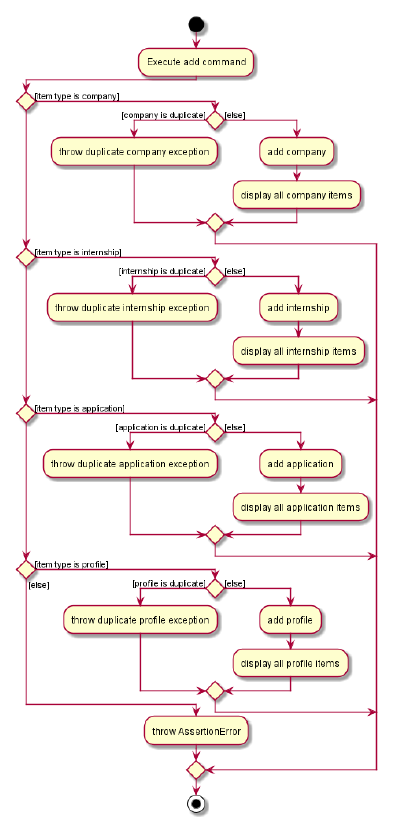 Execute add command
[item type is company]
[company is duplicate]
[else]
throw duplicate company exception
add company
display all company items
[item type is internship]
[internship is duplicate]
[else]
throw duplicate internship exception
add internship
display all internship items
[item type is application]
[application is duplicate]
[else]
throw duplicate application exception
add application
display all application items
[item type is profile]
[else]
[profile is duplicate]
[else]
throw duplicate profile exception
add profile
display all profile items
throw AssertionError